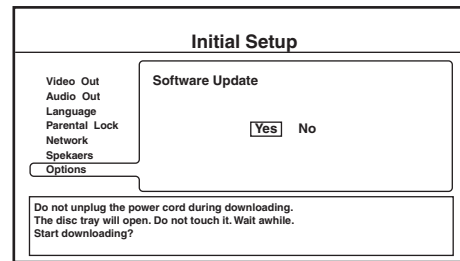 Initial Setup
Video Out
Audio Out
Language
Parental Lock
Network
Spekaers
Options
Software Update
Yes No
Do not unplug the power cord during downloading.
The disc tray will open. Do not touch it. Wait awhile.
Start downloading?